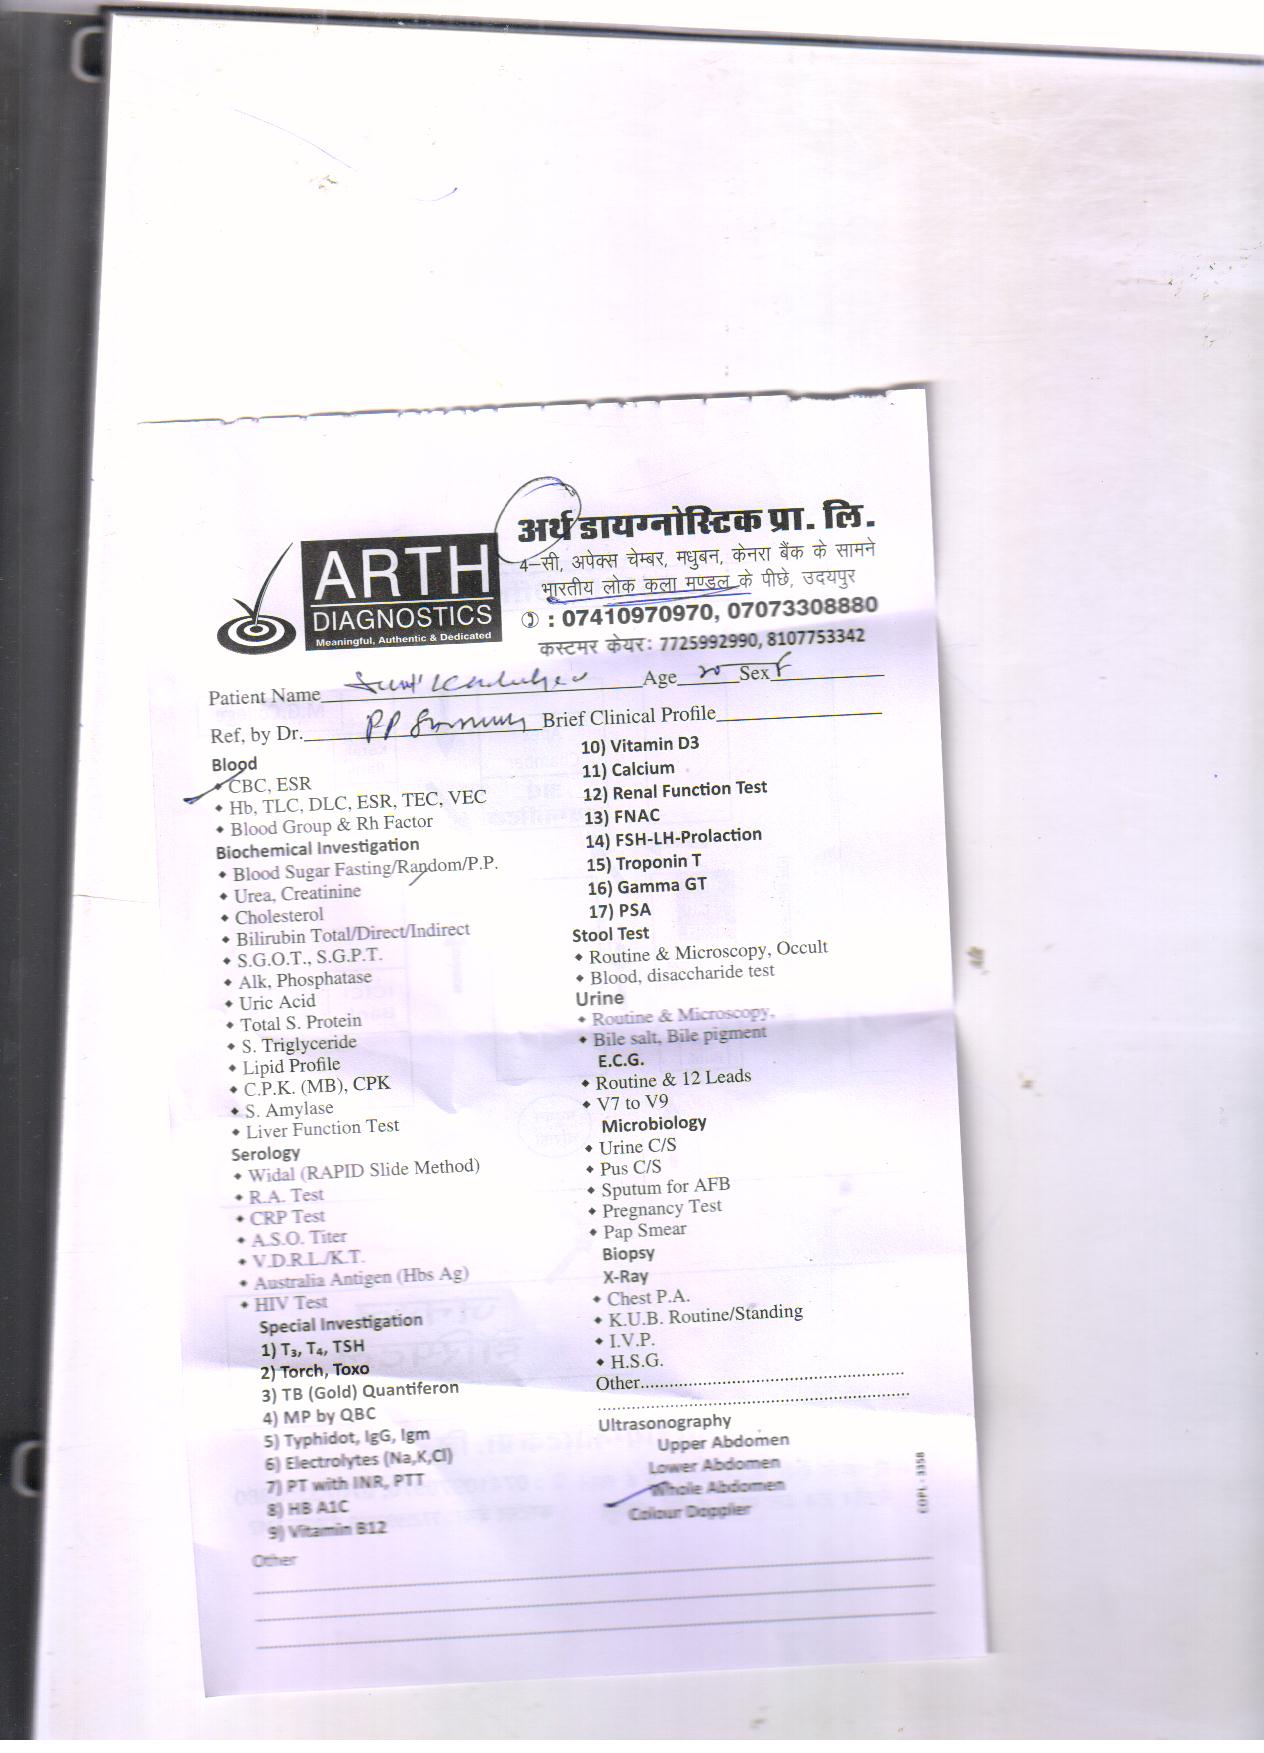 अर्थ डायग्नोस्टिक प्रा. लि.
4-सी, अपेक्स चेम्बर, मधुबन, केनरा बैंक के सामने
भारतीय लोक कला मण्डल के पीछे, उदयपुर
: 07410970970, 07073308880
कस्टमर केयर: 7725992990, 8107753342
ARTH
DIAGNOSTICS
Meaningful, Authentic & Dedicated
Patient Name Age Sex F
Ref, by Dr. PP Brief Clinical Profile
Blood
CBC, ESR
Hb, TLC, DLC, ESR, TEC, VEC
Blood Group & Rh Factor
Biochemical Investigation
Blood Sugar Fasting/Random/P.P.
Urea, Creatinine
Cholesterol
Bilirubin Total/Direct/Indirect
S.G.O.T., S.G.P.T.
Alk, Phosphatase
Uric Acid
Total S. Protein
S. Triglyceride
Lipid Profile
C.P.K. (MB), CPK
S. Amylase
Liver Function Test
Serology
Widal (RAPID Slide Method)
R.A. Test
CRP Test
A.S.O. Titer
V.D.R.L./K.T.
Australia Antigen (Hbs Ag)
HIV Test
Special Investigation
1) T₃, T₄, TSH
2) Torch, Toxo
3) TB (Gold) Quantiferon
4) MP by QBC
5) Typhidot, IgG, Igm
6) Electrolytes (Na,K,Cl)
7) PT with INR, PTT
8) HB A1C
9) Vitamin B12
Other
10) Vitamin D3
11) Calcium
12) Renal Function Test
13) FNAC
14) FSH-LH-Prolaction
15) Troponin T
16) Gamma GT
17) PSA
Stool Test
Routine & Microscopy, Occult
Blood, disaccharide test
Urine
Routine & Microscopy,
Bile salt, Bile pigment
E.C.G.
Routine & 12 Leads
V7 to V9
Microbiology
Urine C/S
Pus C/S
Sputum for AFB
Pregnancy Test
Pap Smear
Biopsy
X-Ray
Chest P.A.
K.U.B. Routine/Standing
I.V.P.
H.S.G.
Other
Ultrasonography
Upper Abdomen
Lower Abdomen
Whole Abdomen
Colour Doppler
COPL : 3358